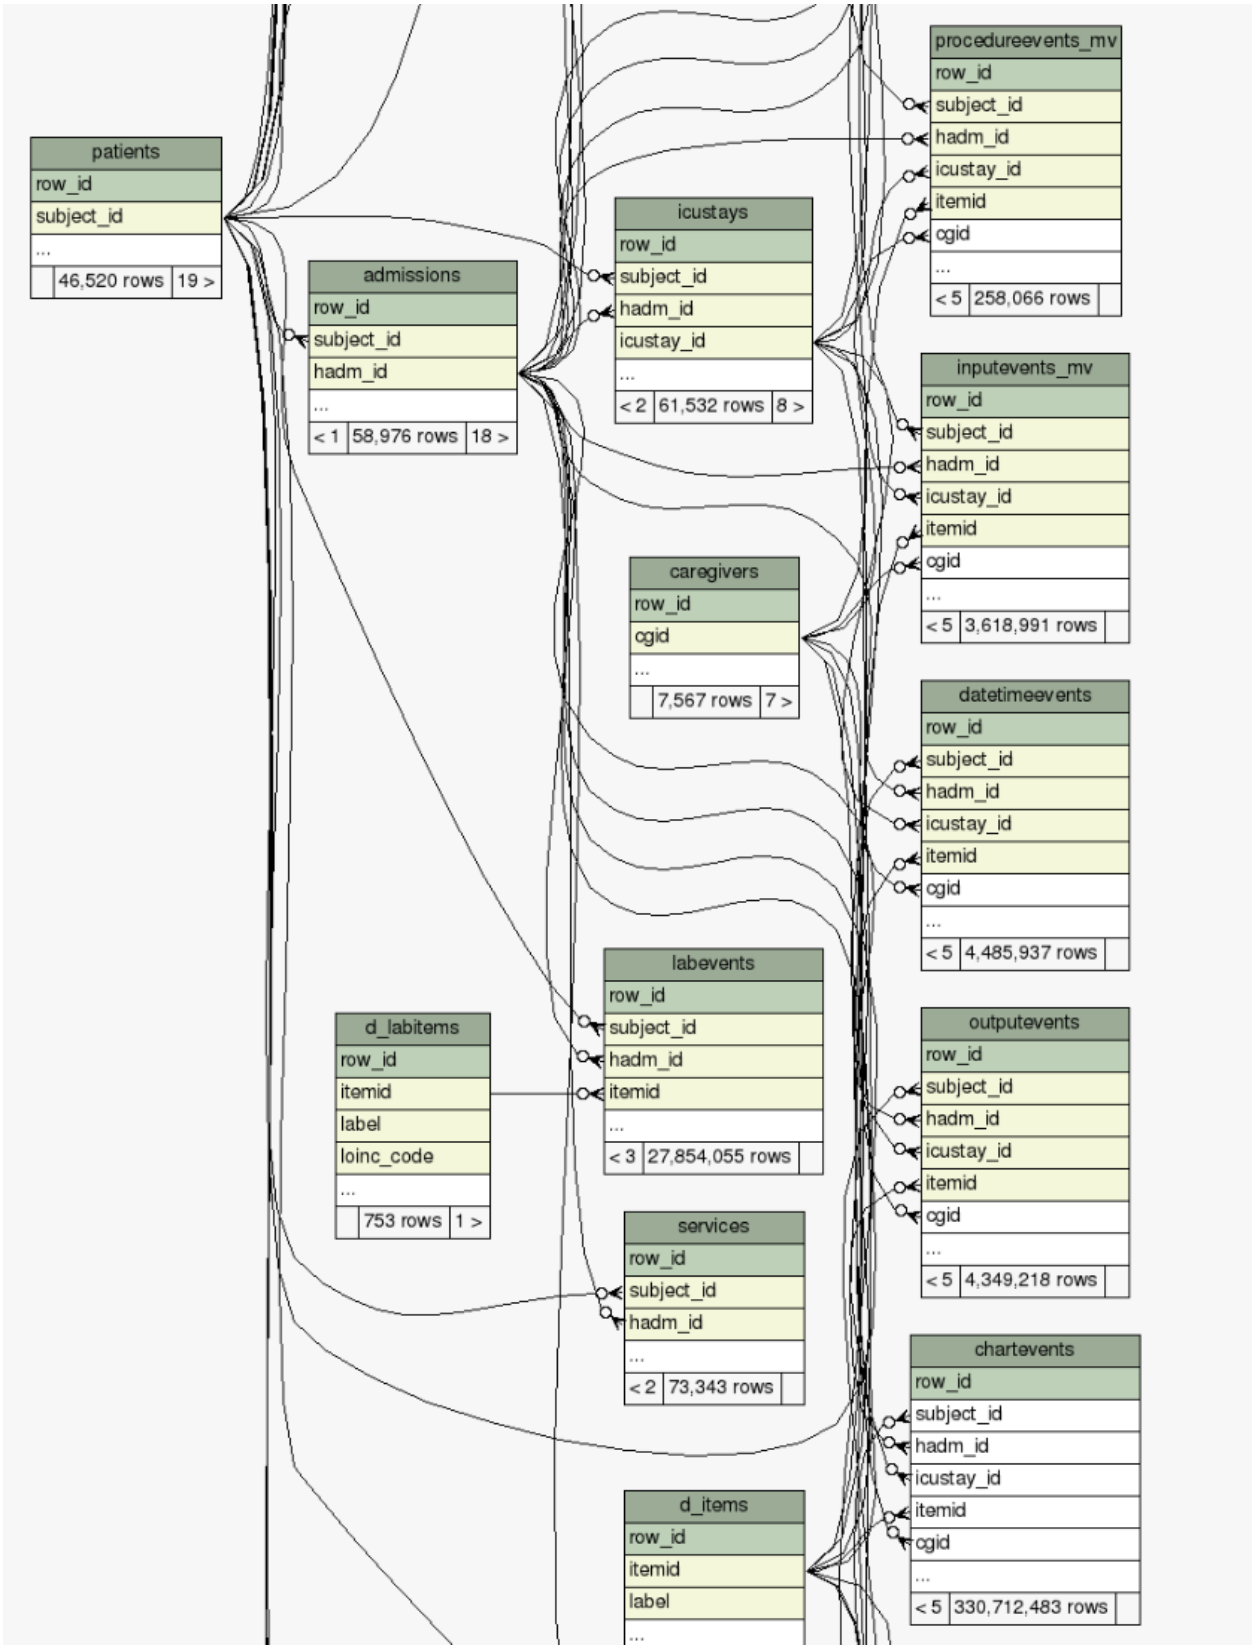 patients
row_id
subject_id
...
46,520 rows 19 >
admissions
row_id
subject_id
hadm_id
...
< 1 58,976 rows 18 >
d_labitems
row_id
itemid
label
loinc_code
...
753 rows 1 >
icustays
row_id
subject_id
hadm_id
icustay_id
...
< 2 61,532 rows 8 >
caregivers
row_id
cgid
...
7,567 rows 7 >
labevents
row_id
subject_id
hadm_id
itemid
...
< 3 27,854,055 rows
services
row_id
subject_id
hadm_id
...
< 2 73,343 rows
d_items
row_id
itemid
label
...
procedureevents_mv
row_id
subject_id
hadm_id
icustay_id
itemid
cgid
...
< 5 258,066 rows
inputevents_mv
row_id
subject_id
hadm_id
icustay_id
itemid
cgid
...
< 5 3,618,991 rows
datetimeevents
row_id
subject_id
hadm_id
icustay_id
itemid
cgid
...
< 5 4,485,937 rows
outputevents
row_id
subject_id
hadm_id
icustay_id
itemid
cgid
...
< 5 4,349,218 rows
chartevents
row_id
subject_id
hadm_id
icustay_id
itemid
cgid
...
< 5 330,712,483 rows